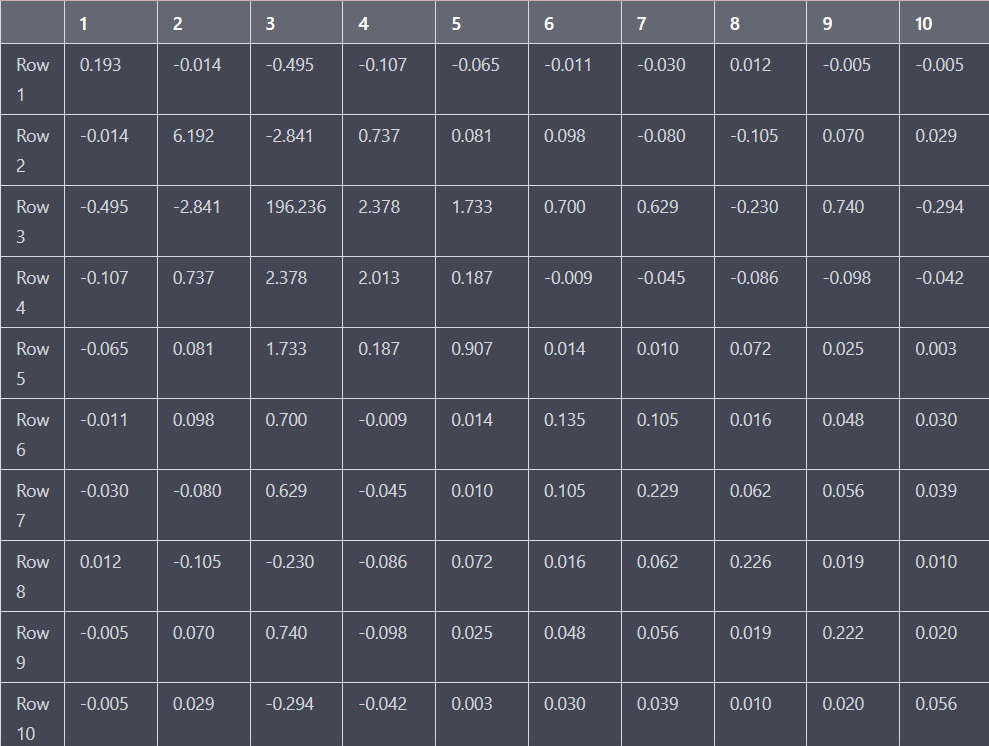 1 2 3 4 5 6 7 8 9 10
Row 1 0.193 -0.014 -0.495 -0.107 -0.065 -0.011 -0.030 0.012 -0.005 -0.005
Row 2 -0.014 6.192 -2.841 0.737 0.081 0.098 -0.080 -0.105 0.070 0.029
Row 3 -0.495 -2.841 196.236 2.378 1.733 0.700 0.629 -0.230 0.740 -0.294
Row 4 -0.107 0.737 2.378 2.013 0.187 -0.009 -0.045 -0.086 -0.098 -0.042
Row 5 -0.065 0.081 1.733 0.187 0.907 0.014 0.010 0.072 0.025 0.003
Row 6 -0.011 0.098 0.700 -0.009 0.014 0.135 0.105 0.016 0.048 0.030
Row 7 -0.030 -0.080 0.629 -0.045 0.010 0.105 0.229 0.062 0.056 0.039
Row 8 0.012 -0.105 -0.230 -0.086 0.072 0.016 0.062 0.226 0.019 0.010
Row 9 -0.005 0.070 0.740 -0.098 0.025 0.048 0.056 0.019 0.222 0.020
Row 10 -0.005 0.029 -0.294 -0.042 0.003 0.030 0.039 0.010 0.020 0.056